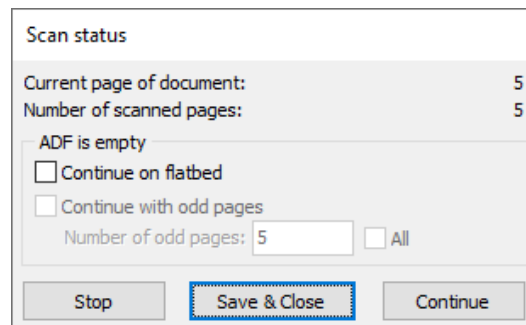 Scan status
Current page of document: 5
Number of scanned pages: 5
ADF is empty
Continue on flatbed
Continue with odd pages
Number of odd pages: 5 All
Stop Save & Close Continue